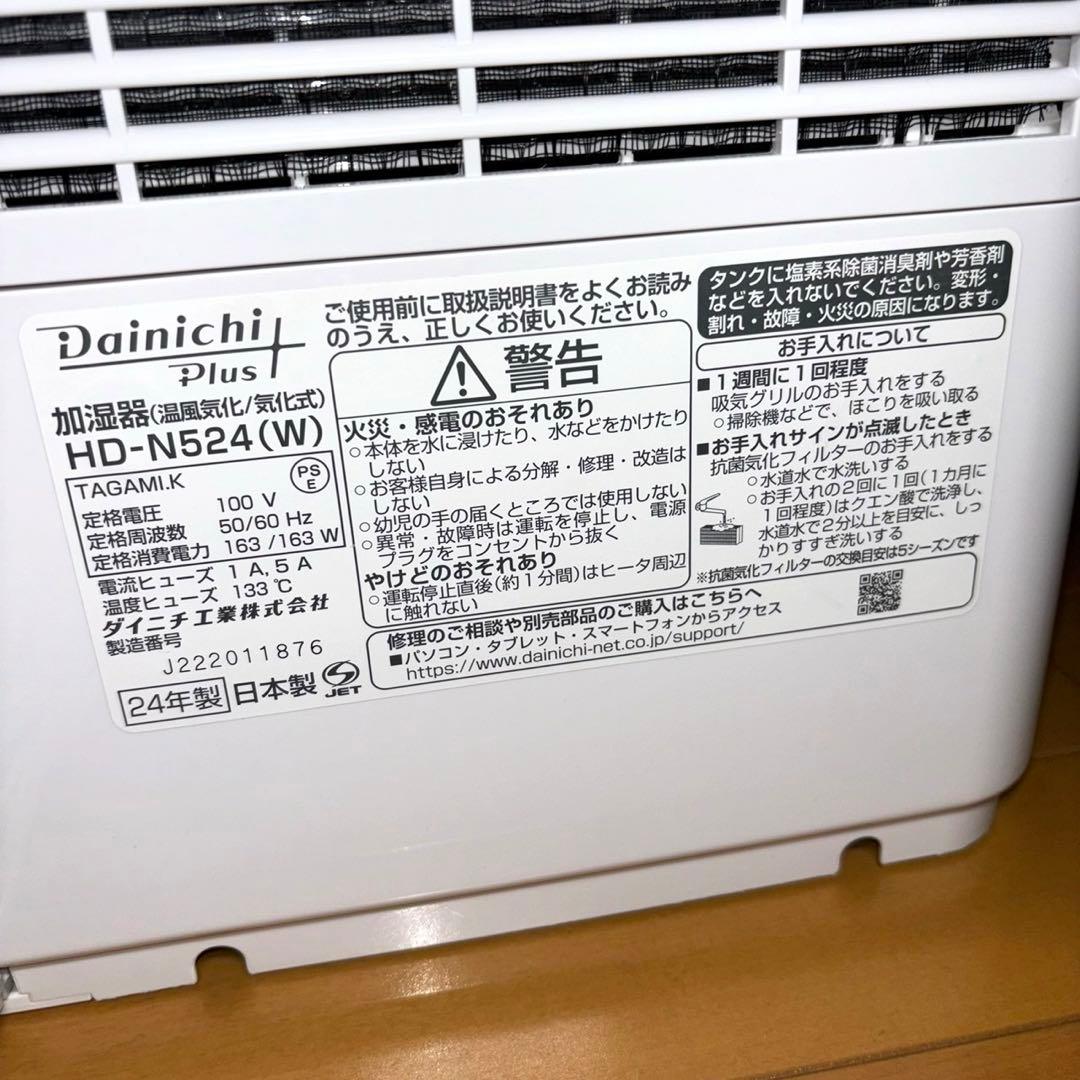 Dainichi
Plus
加湿器(温風気化/気化式)
HD-N524(W)
TAGAMI.K
PS
E
定格電圧 100 V
定格周波数 50/60 Hz
定格消費電力 163/163 W
電流ヒューズ 1 A, 5 A
温度ヒューズ 133 ℃
ダイニチ工業株式会社
製造番号
J222011876
24年製 日本製 JET
ご使用前に取扱説明書をよくお読み
のうえ、正しくお使いください。
警告
火災・感電のおそれあり
○本体を水に浸けたり、水などをかけたり
しない
○お客様自身による分解・修理・改造は
しない
○幼児の手の届くところでは使用しない
○異常・故障時は運転を停止し、電源
プラグをコンセントから抜く
やけどのおそれあり
○運転停止直後(約1分間)はヒータ周辺
に触れない
タンクに塩素系除菌消臭剤や芳香剤
などを入れないでください。変形・
割れ・故障・火災の原因になります。
お手入れについて
■1週間に1回程度
吸気グリルのお手入れをする
○掃除機などで、ほこりを吸い取る
■お手入れサインが点滅したとき
抗菌気化フィルターのお手入れをする
○水道水で水洗いする
○お手入れの2回に1回(1カ月に
1回程度)はクエン酸で洗浄し、
水道水で2分以上を目安に、しっ
かりすすぎ洗いする
※抗菌気化フィルターの交換目安は5シーズンです
修理のご相談や別売部品のご購入はこちらへ
■パソコン・タブレット・スマートフォンからアクセス
https://www.dainichi-net.co.jp/support/